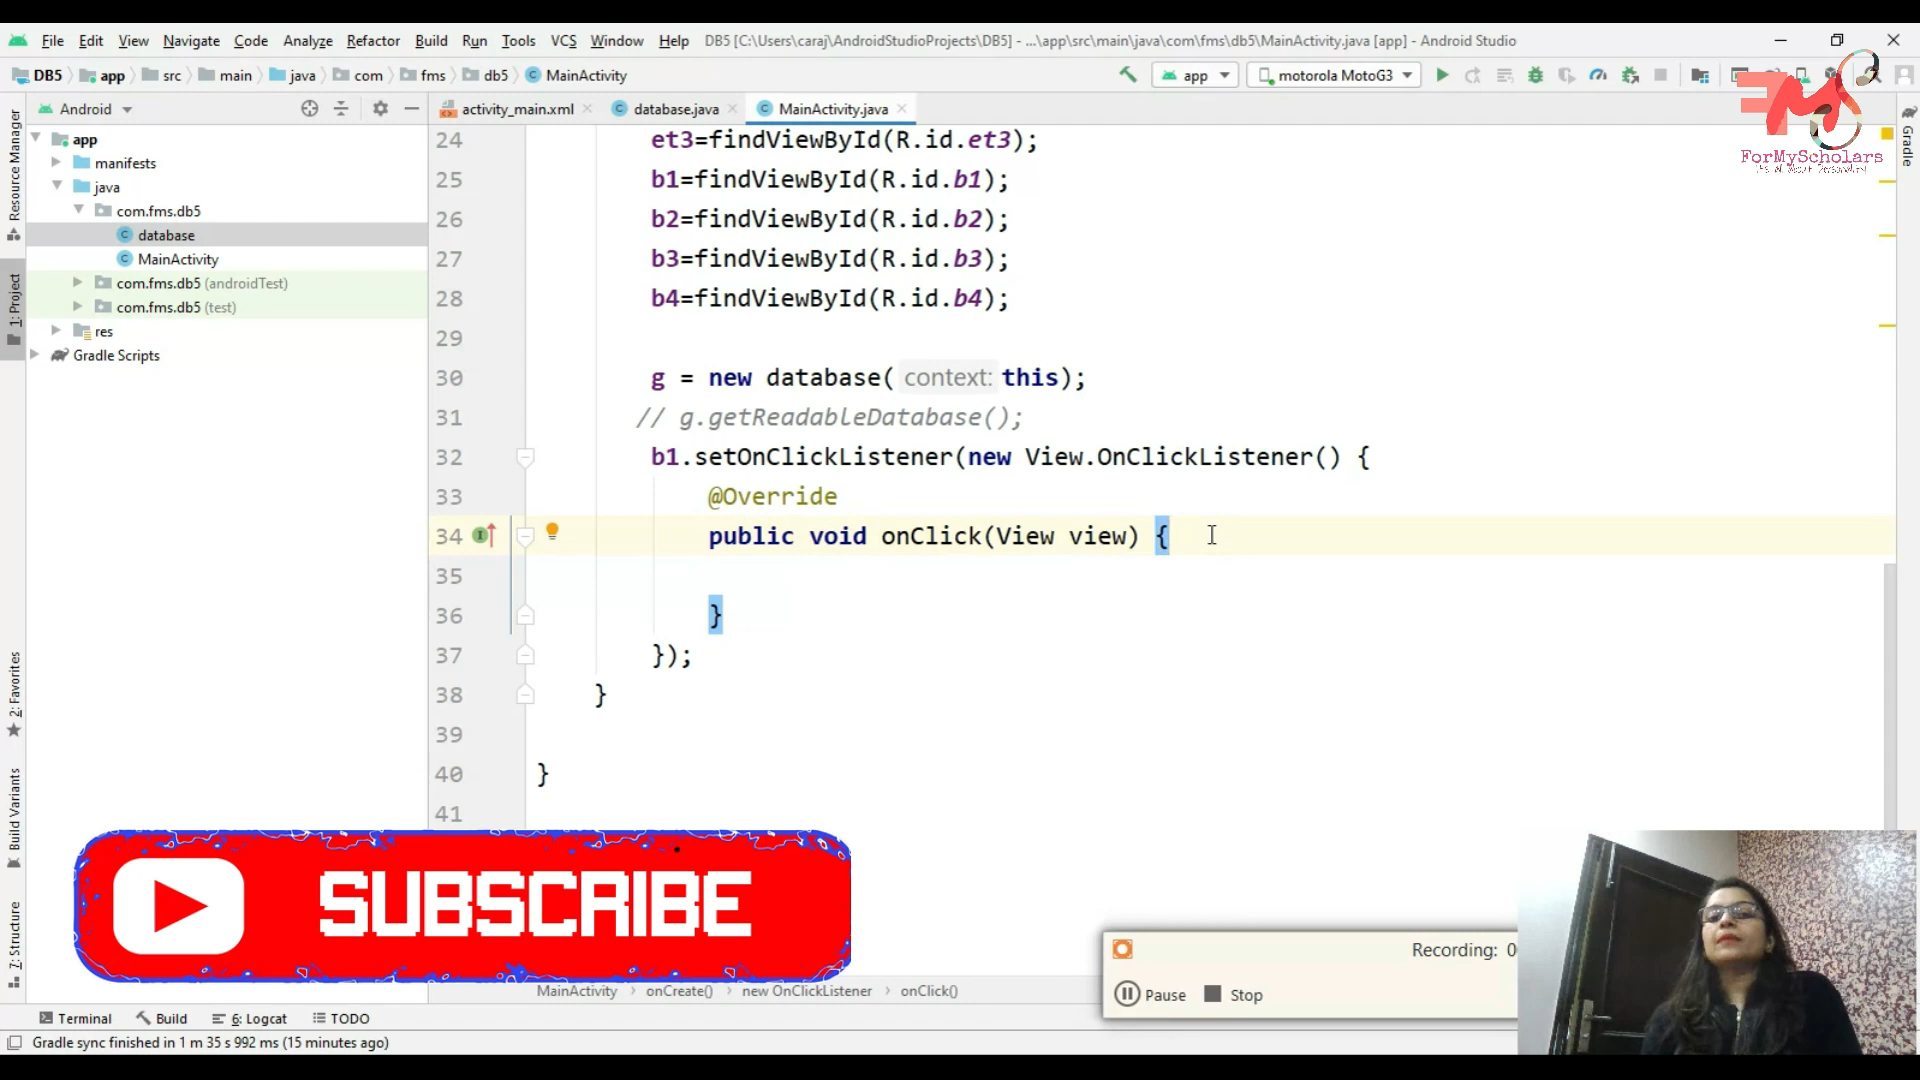 File Edit View Navigate Code Analyze Refactor Build Run Tools VCS Window Help DB5 [C:\Users\caraj\AndroidStudioProjects\DB5] - ...\app\src\main\java\com\fms\db5\MainActivity.java [app] - Android Studio
DB5 app src main java com fms db5 MainActivity app motorola MotoG3
Android activity_main.xml database.java MainActivity.java
app
manifests
java
com.fms.db5
database
MainActivity
com.fms.db5 (androidTest)
com.fms.db5 (test)
res
Gradle Scripts
Resource Manager
1: Project
2: Favorites
Build Variants
7: Structure
24 et3=findViewById(R.id.et3);
25 b1=findViewById(R.id.b1);
26 b2=findViewById(R.id.b2);
27 b3=findViewById(R.id.b3);
28 b4=findViewById(R.id.b4);
29
30 g = new database( context: this);
31 // g.getReadableDatabase();
32 b1.setOnClickListener(new View.OnClickListener() {
33 @Override
34 public void onClick(View view) {
35
36 }
37 });
38 }
39
40 }
41
Gradle
FM
ForMyScholars
SUBSCRIBE
Recording: 0
Pause Stop
MainActivity onCreate() new OnClickListener onClick()
Terminal Build 6: Logcat TODO
Gradle sync finished in 1 m 35 s 992 ms (15 minutes ago)